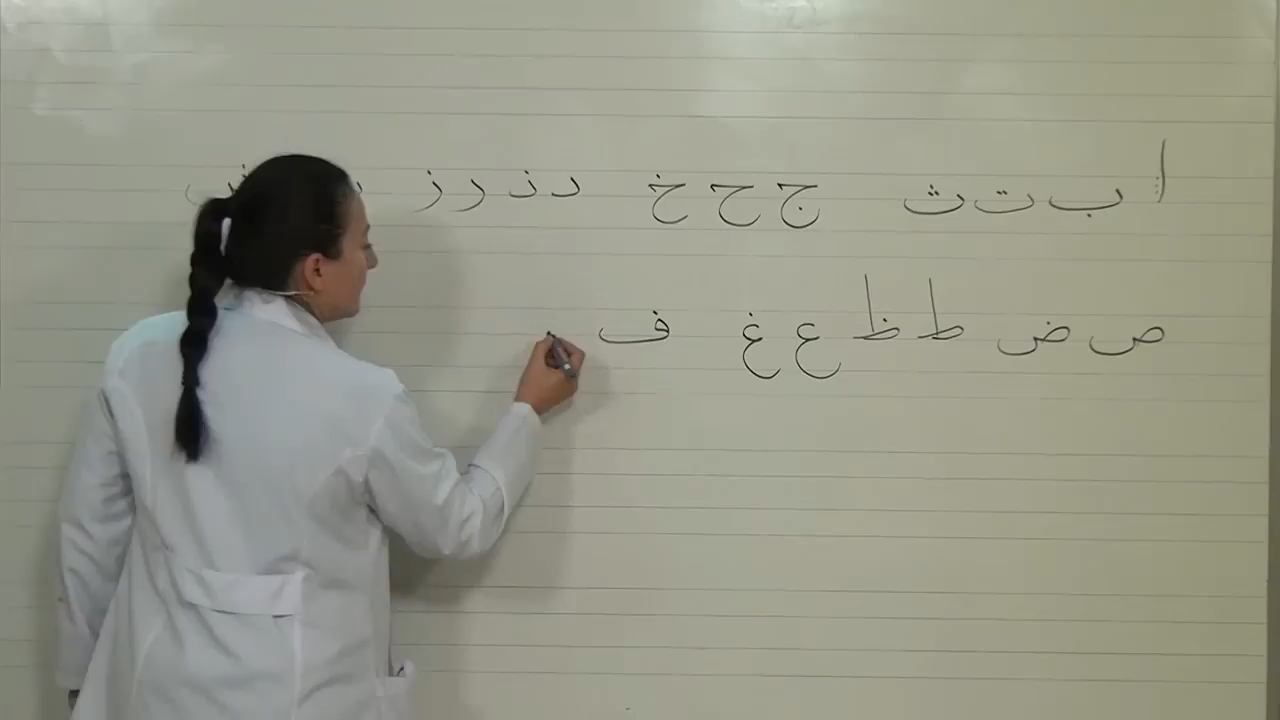 ا ب ت ث ج ح خ د ذ ر ز
ص ض ط ظ ع غ ف